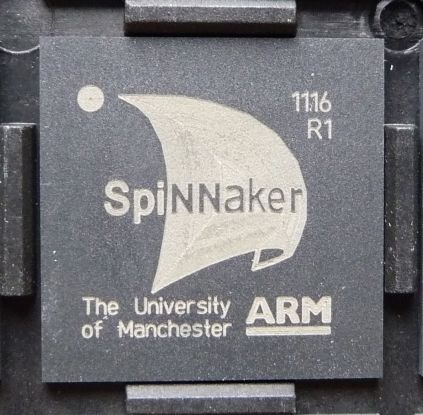 1116
R1
SpiNNaker
The University
of Manchester
ARM